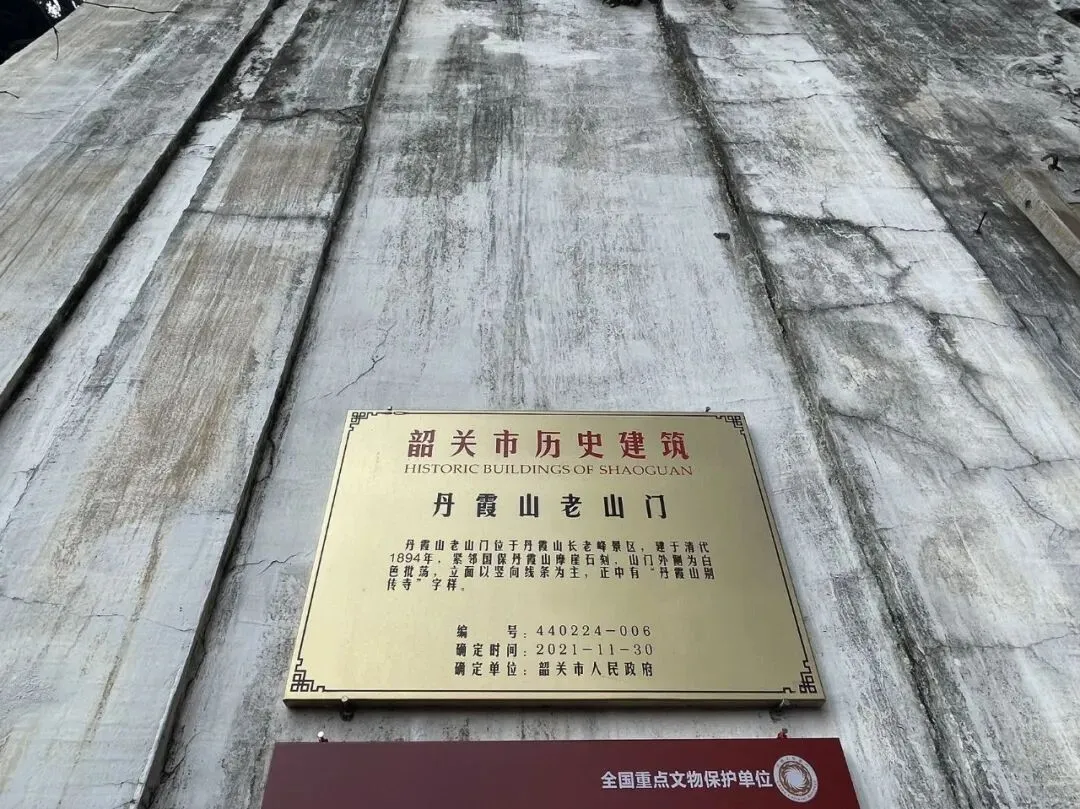 韶关市历史建筑
HISTORIC BUILDINGS OF SHAOGUAN
丹霞山老山门
丹霞山老山门位于丹霞山长老峰景区，建于清代
1894年，紧邻国保丹霞山摩崖石刻，山门外侧为白
色批荡，立面以竖向线条为主，正中有“丹霞山别
传寺”字样。
编 号：440224-006
确定时间：2021-11-30
确定单位：韶关市人民政府
全国重点文物保护单位